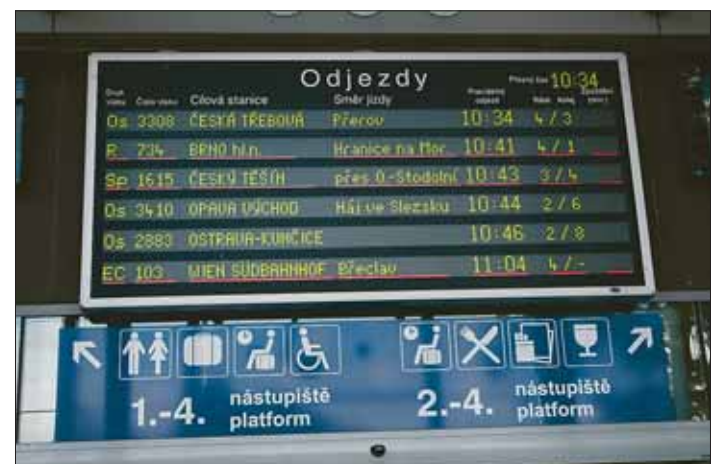 Odjezdy
Přesný čas 10:34
Druh vlaku Číslo vlaku Cílová stanice Směr jízdy Pravidelný odjezd Nást. Kolej Zpoždění (min.)
Os 3308 ČESKÁ TŘEBOVÁ Přerov 10:34 4 / 3
R 734 BRNO hl.n. Hranice na Mor. 10:41 4 / 1
Sp 1615 ČESKÝ TĚŠÍN přes O.-Stodolní 10:43 3 / 4
Os 3410 OPAVA VÝCHOD Háj ve Slezsku 10:44 2 / 6
Os 2883 OSTRAVA-KUNČICE 10:46 2 / 8
EC 103 WIEN SÜDBAHNHOF Břeclav 11:04 4 / -
1.-4. nástupiště platform
2.-4. nástupiště platform